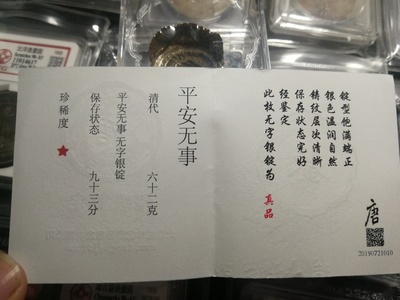 锭型饱满端正
银色温润自然
铸纹层次清晰
保存状态完好
经鉴定
此枚无字银锭为
真品
唐
20190721010
平安无事
清代 六十二克
平安无事 无字银锭
保存状态 九十三分
珍稀度 ★